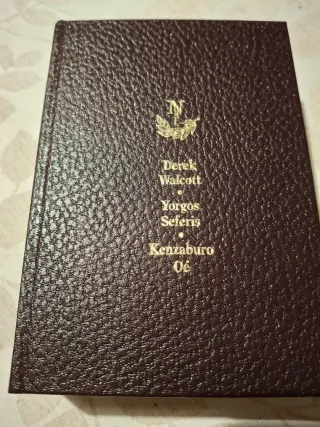 N
Derek
Walcott
•
Yorgos
Seferis
•
Kenzaburo
Oé